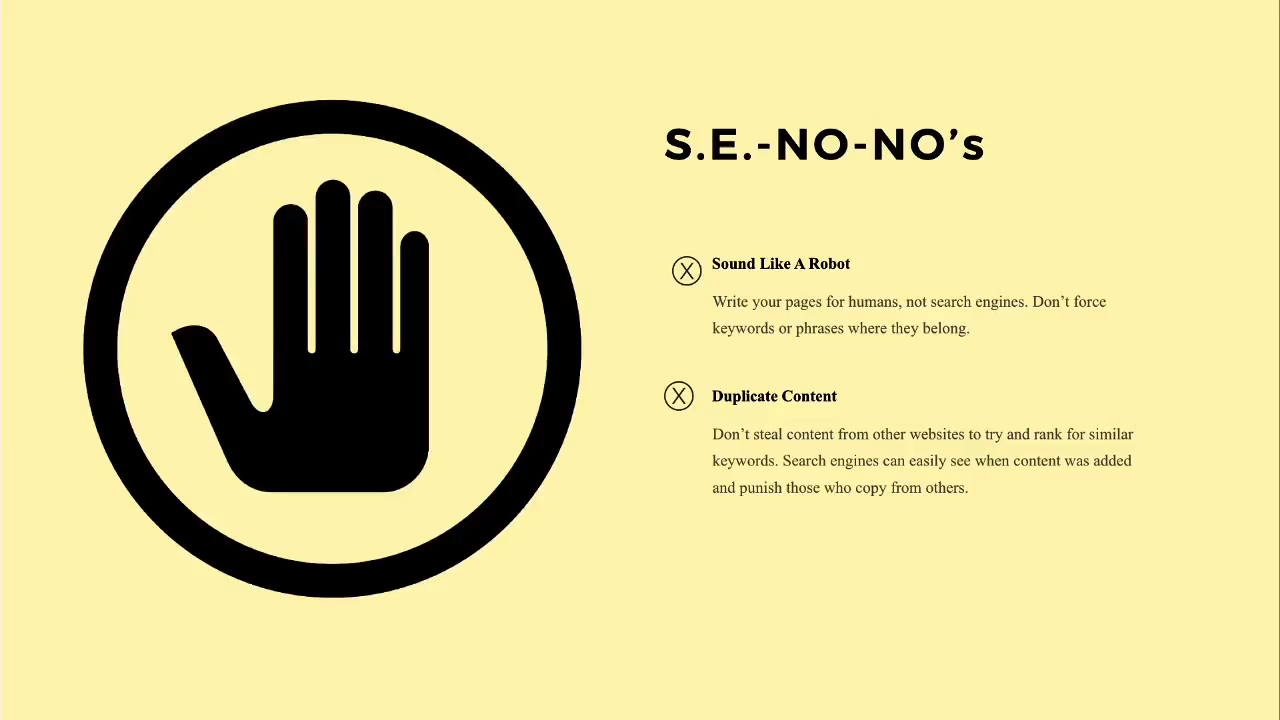 S.E.-NO-NO’s
X Sound Like A Robot
Write your pages for humans, not search engines. Don’t force
keywords or phrases where they belong.
X Duplicate Content
Don’t steal content from other websites to try and rank for similar
keywords. Search engines can easily see when content was added
and punish those who copy from others.